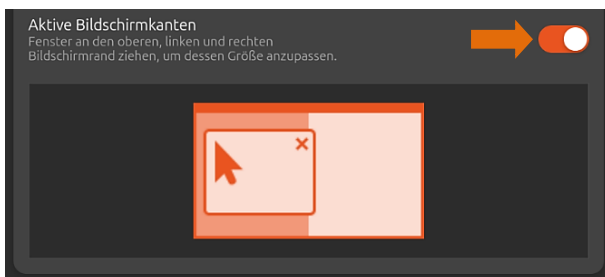 Aktive Bildschirmkanten
Fenster an den oberen, linken und rechten
Bildschirmrand ziehen, um dessen Größe anzupassen.